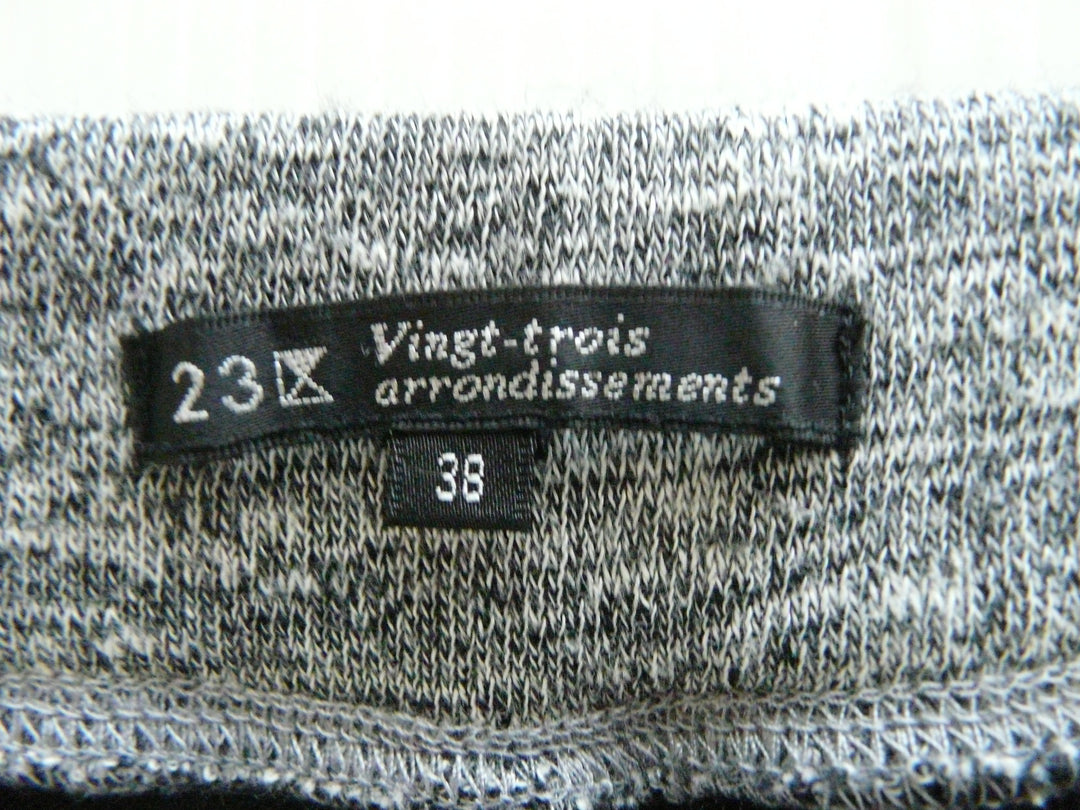 23
Vingt-trois
arrondissements
38